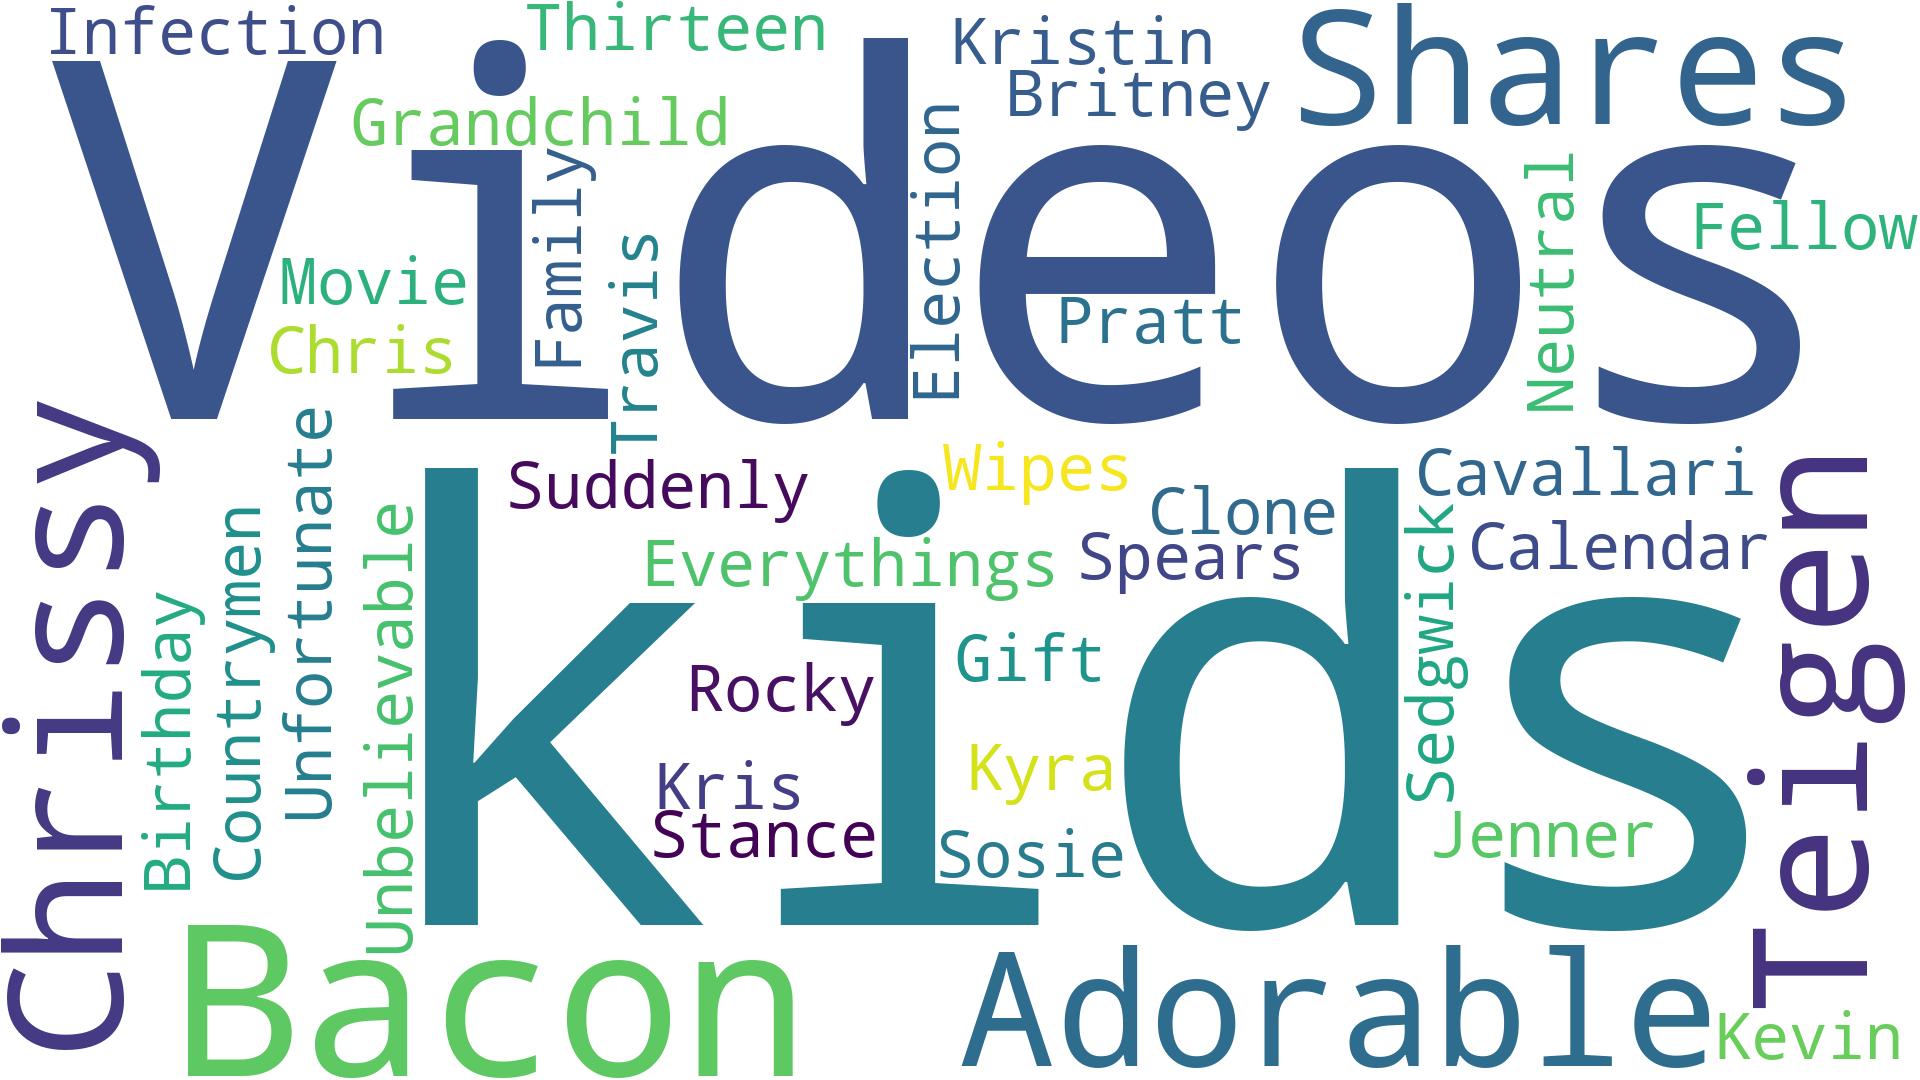 Infection
Thirteen
Kristin
Shares
Britney
Grandchild
Videos
Family
Election
Neutral
Fellow
Movie
Travis
Pratt
Chris
Chrissy
Unfortunate
Suddenly
Wipes
Cavallari
Teigen
Clone
Countrymen
Unbelievable
Everythings
Spears
Sedgwick
Calendar
kids
Birthday
Gift
Rocky
Kyra
Kris
Stance
Sosie
Jenner
Bacon
Adorable
Kevin